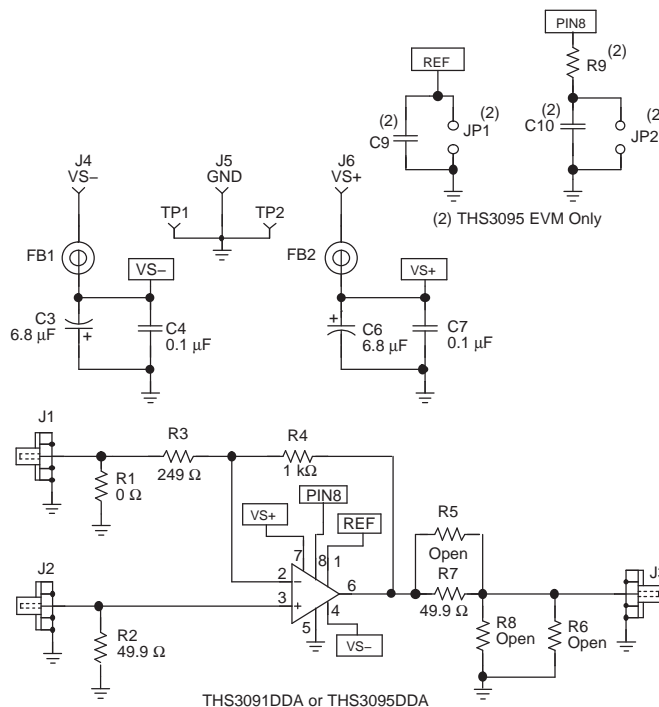 PIN8
REF
R9
(2)
(2)
C9
(2)
JP1
(2)
C10
(2)
JP2
(2) THS3095 EVM Only
J4
VS−
J5
GND
J6
VS+
TP1
TP2
FB1
VS−
FB2
VS+
C3
6.8 µF
+
C4
0.1 µF
+
C6
6.8 µF
C7
0.1 µF
J1
R3
249 Ω
R4
1 kΩ
R1
0 Ω
VS+
PIN8
REF
7
8
1
2
−
3
+
6
5
4
VS−
J2
R2
49.9 Ω
R5
Open
R7
49.9 Ω
R8
Open
R6
Open
THS3091DDA or THS3095DDA